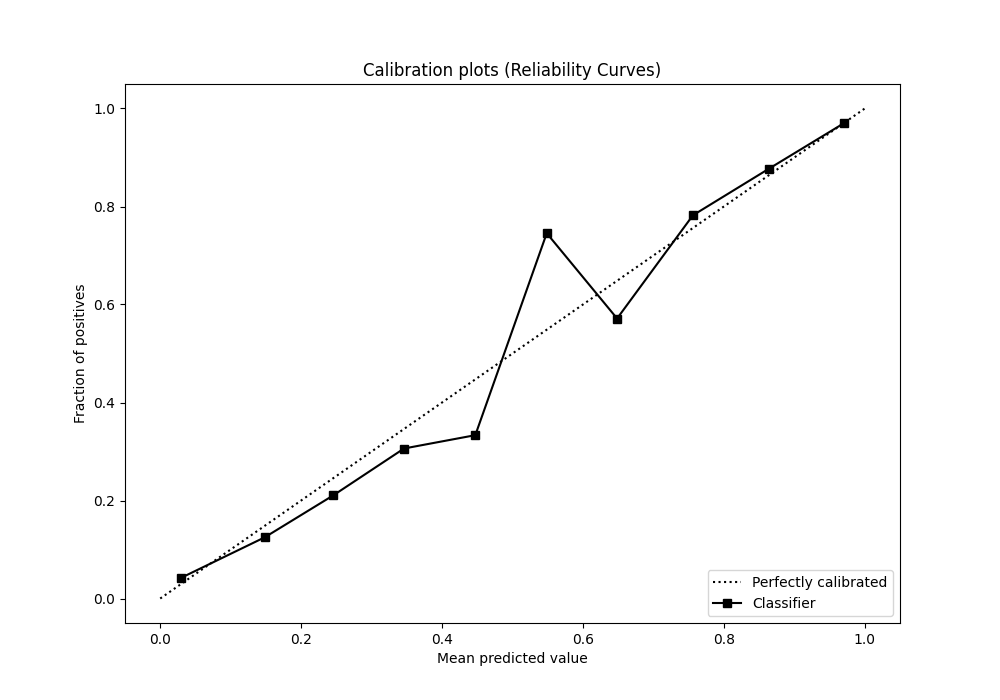 Calibration plots (Reliability Curves)
1.0
0.8
0.6
0.4
0.2
0.0
Fraction of positives
0.0 0.2 0.4 0.6 0.8 1.0
Mean predicted value
Perfectly calibrated
Classifier